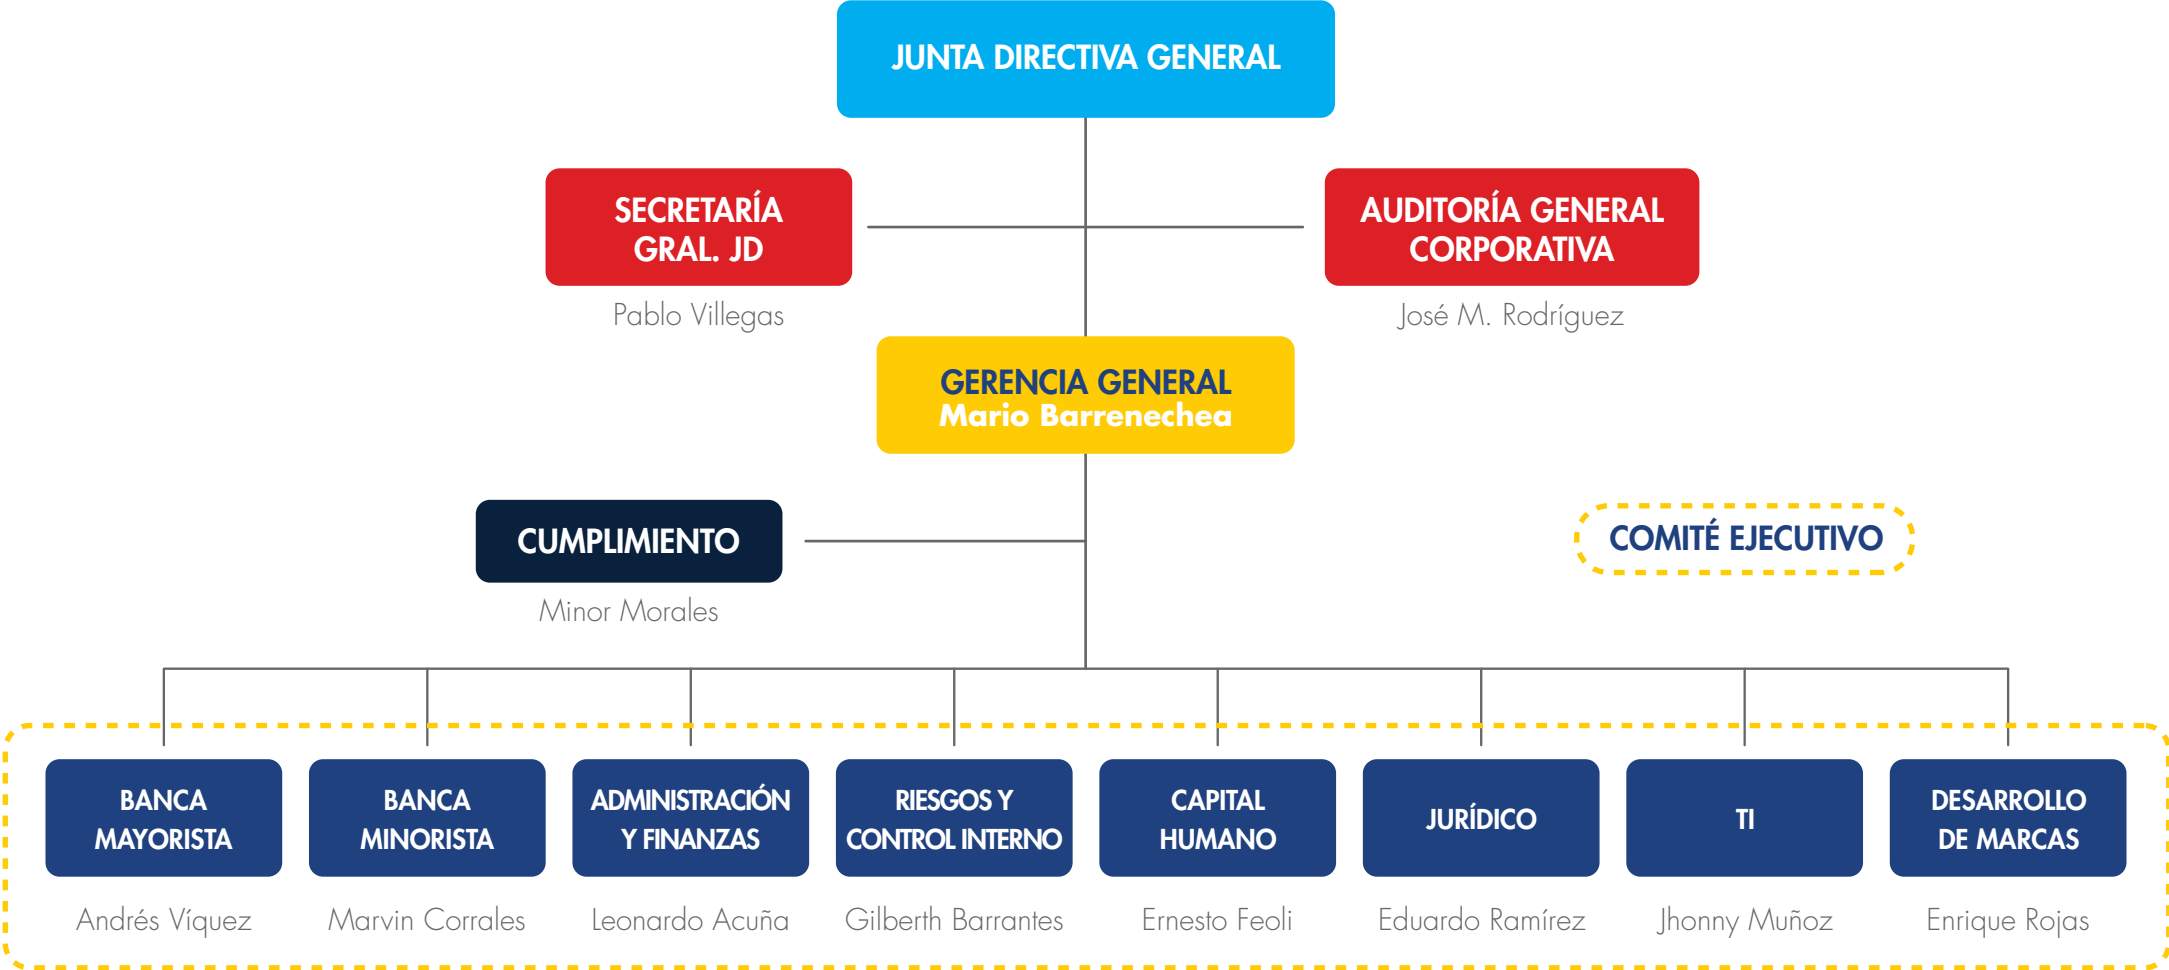 JUNTA DIRECTIVA GENERAL
SECRETARÍA
GRAL. JD
Pablo Villegas
AUDITORÍA GENERAL
CORPORATIVA
José M. Rodríguez
GERENCIA GENERAL
Mario Barrenechea
CUMPLIMIENTO
Minor Morales
COMITÉ EJECUTIVO
BANCA
MAYORISTA
Andrés Víquez
BANCA
MINORISTA
Marvin Corrales
ADMINISTRACIÓN
Y FINANZAS
Leonardo Acuña
RIESGOS Y
CONTROL INTERNO
Gilberth Barrantes
CAPITAL
HUMANO
Ernesto Feoli
JURÍDICO
Eduardo Ramírez
TI
Jhonny Muñoz
DESARROLLO
DE MARCAS
Enrique Rojas